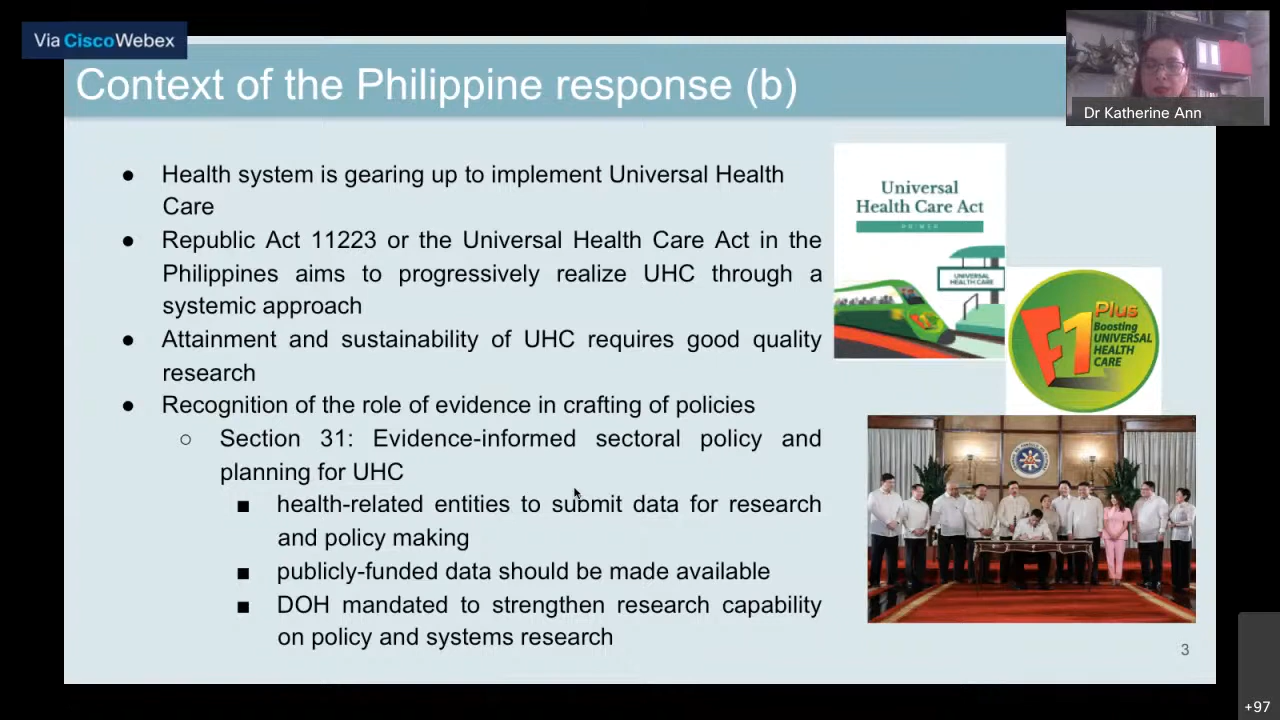 Via CiscoWebex
Context of the Philippine response (b)
Dr Katherine Ann
● Health system is gearing up to implement Universal Health
Care
● Republic Act 11223 or the Universal Health Care Act in the
Philippines aims to progressively realize UHC through a
systemic approach
● Attainment and sustainability of UHC requires good quality
research
● Recognition of the role of evidence in crafting of policies
○ Section 31: Evidence-informed sectoral policy and
planning for UHC
■ health-related entities to submit data for research
and policy making
■ publicly-funded data should be made available
■ DOH mandated to strengthen research capability
on policy and systems research
Universal
Health Care Act
PRIMER
UNIVERSAL
HEALTH CARE
F1
Plus
Boosting
UNIVERSAL
HEALTH
CARE
3
+97